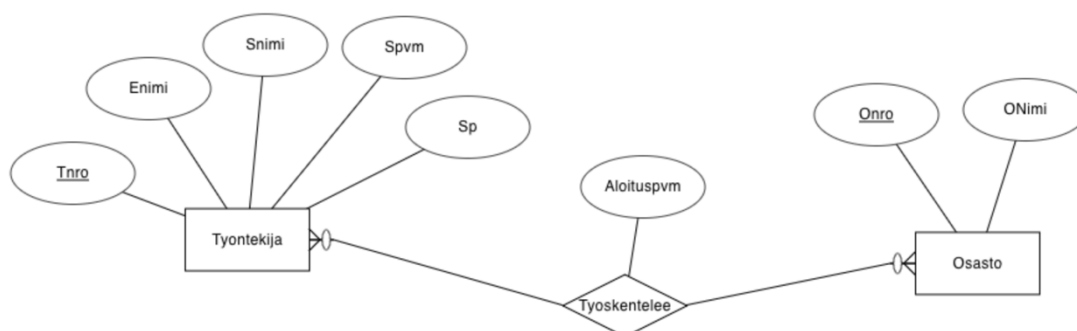 Snimi
Spvm
Enimi
Sp
Tnro
Onro
ONimi
Aloituspvm
Tyontekija
Osasto
Tyoskentelee